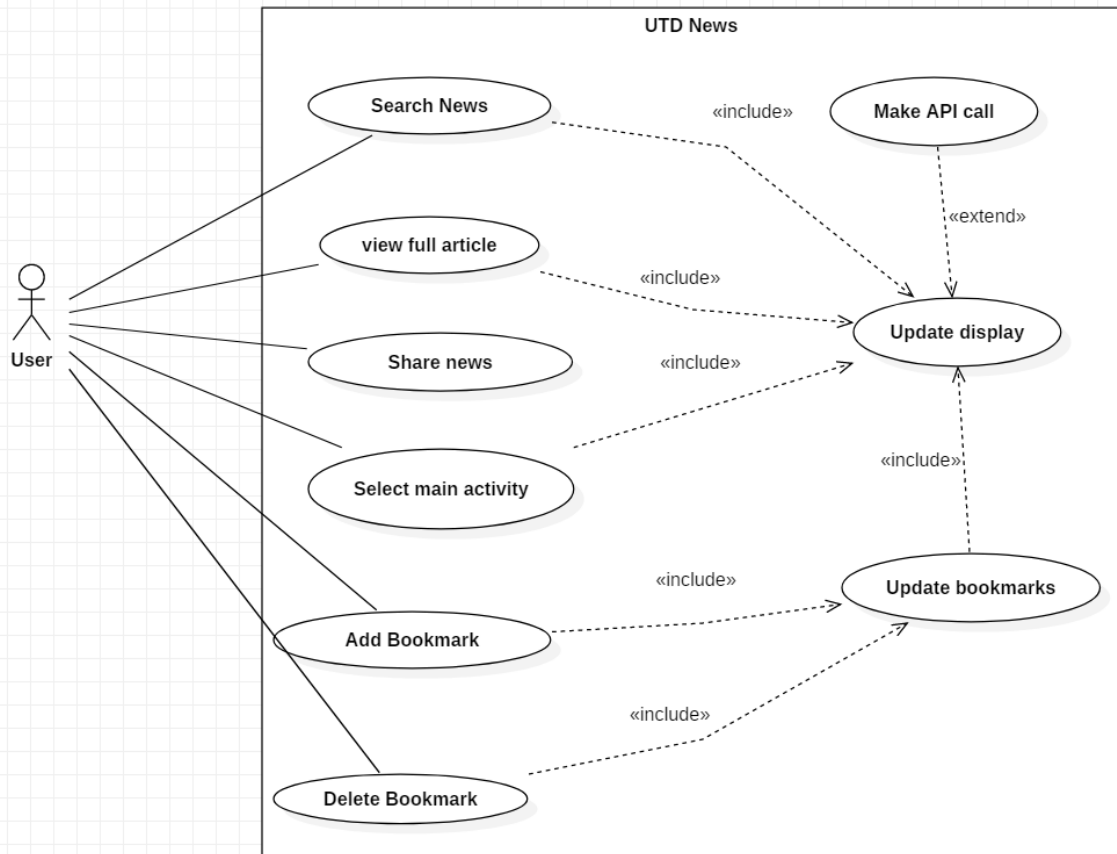 UTD News
Search News
«include»
Make API call
«extend»
view full article
«include»
Update display
User
Share news
«include»
Select main activity
«include»
Update bookmarks
«include»
Add Bookmark
«include»
Delete Bookmark